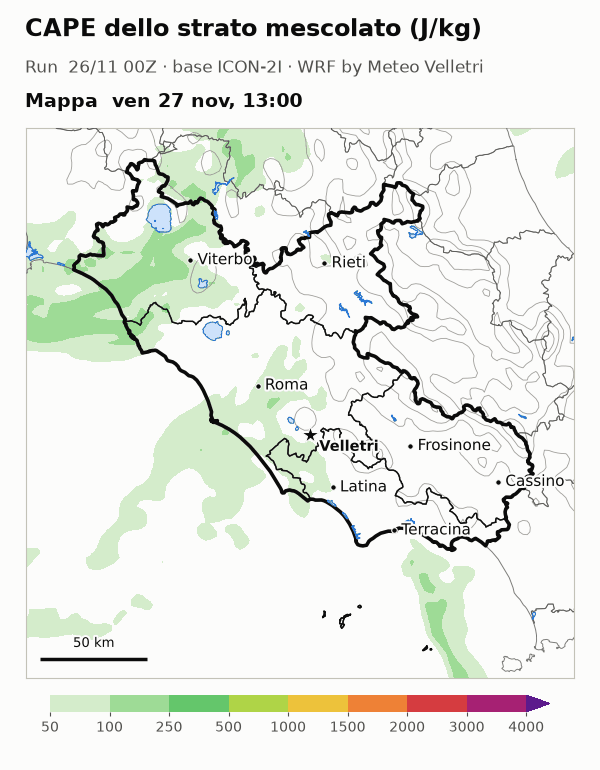 CAPE dello strato mescolato (J/kg)
Run  26/11 00Z · base ICON-2I · WRF by Meteo Velletri
Mappa  ven 27 nov, 13:00
Viterbo
Rieti
Roma
Velletri
Frosinone
Cassino
Latina
Terracina
50 km
50 100 250 500 1000 1500 2000 3000 4000